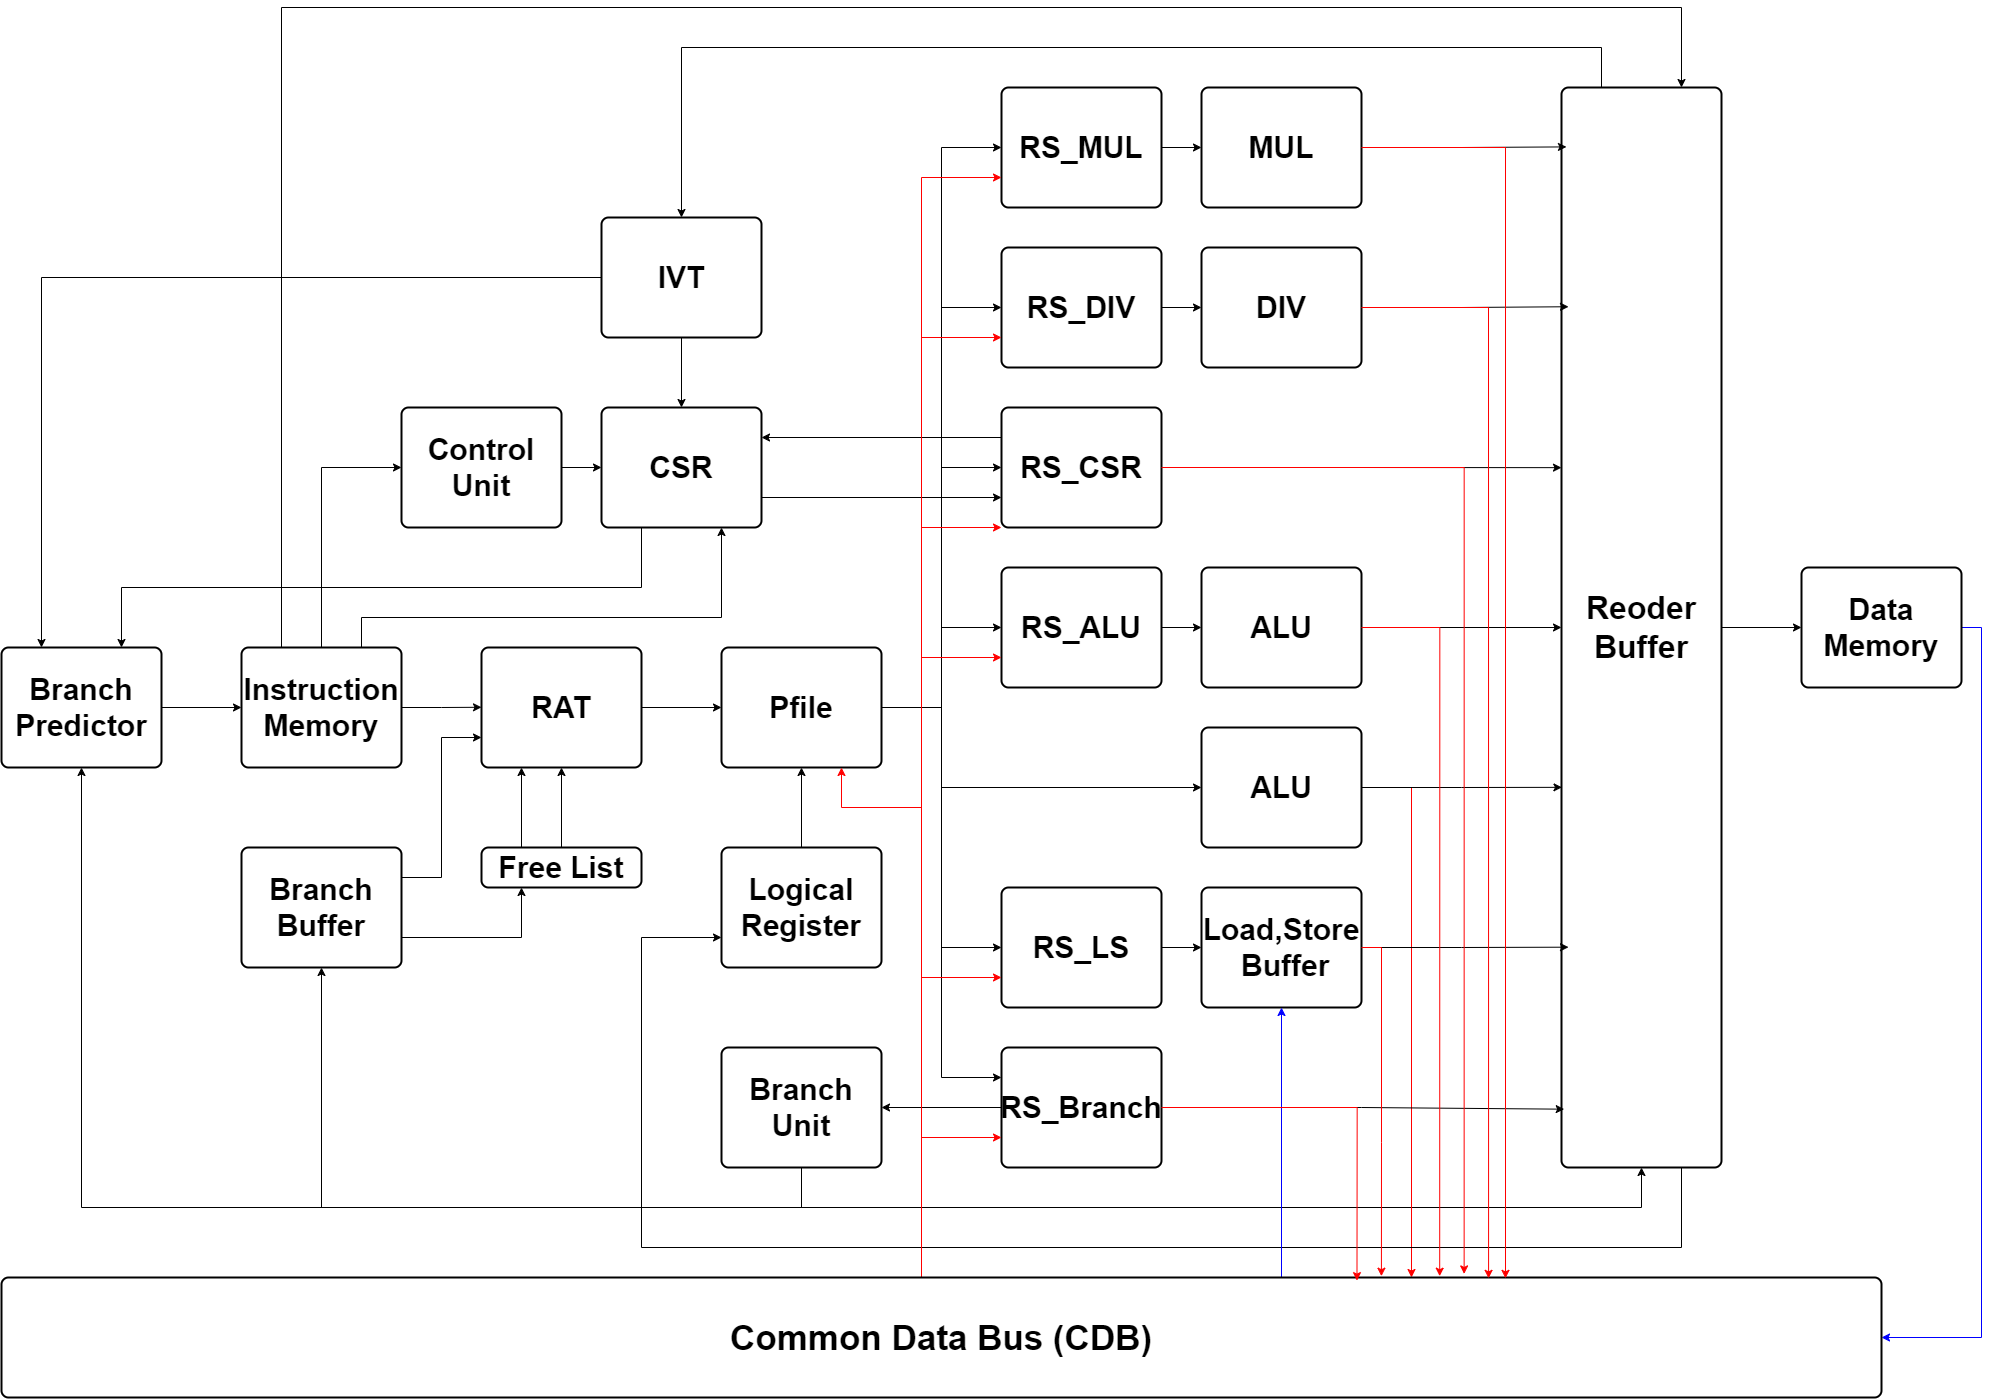 RS_MUL
MUL
IVT
RS_DIV
DIV
Control
Unit
CSR
RS_CSR
RS_ALU
ALU
Reoder
Buffer
Data
Memory
Branch
Predictor
Instruction
Memory
RAT
Pfile
ALU
Branch
Buffer
Free List
Logical
Register
RS_LS
Load,Store
Buffer
Branch
Unit
RS_Branch
Common Data Bus (CDB)